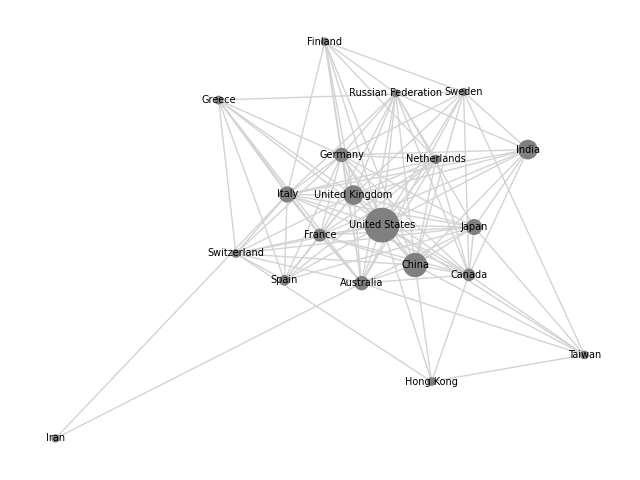 Finland
Russian Federation
Sweden
Greece
Germany
Netherlands
India
Italy
United Kingdom
United States
Japan
France
Switzerland
China
Canada
Spain
Australia
Taiwan
Hong Kong
Iran